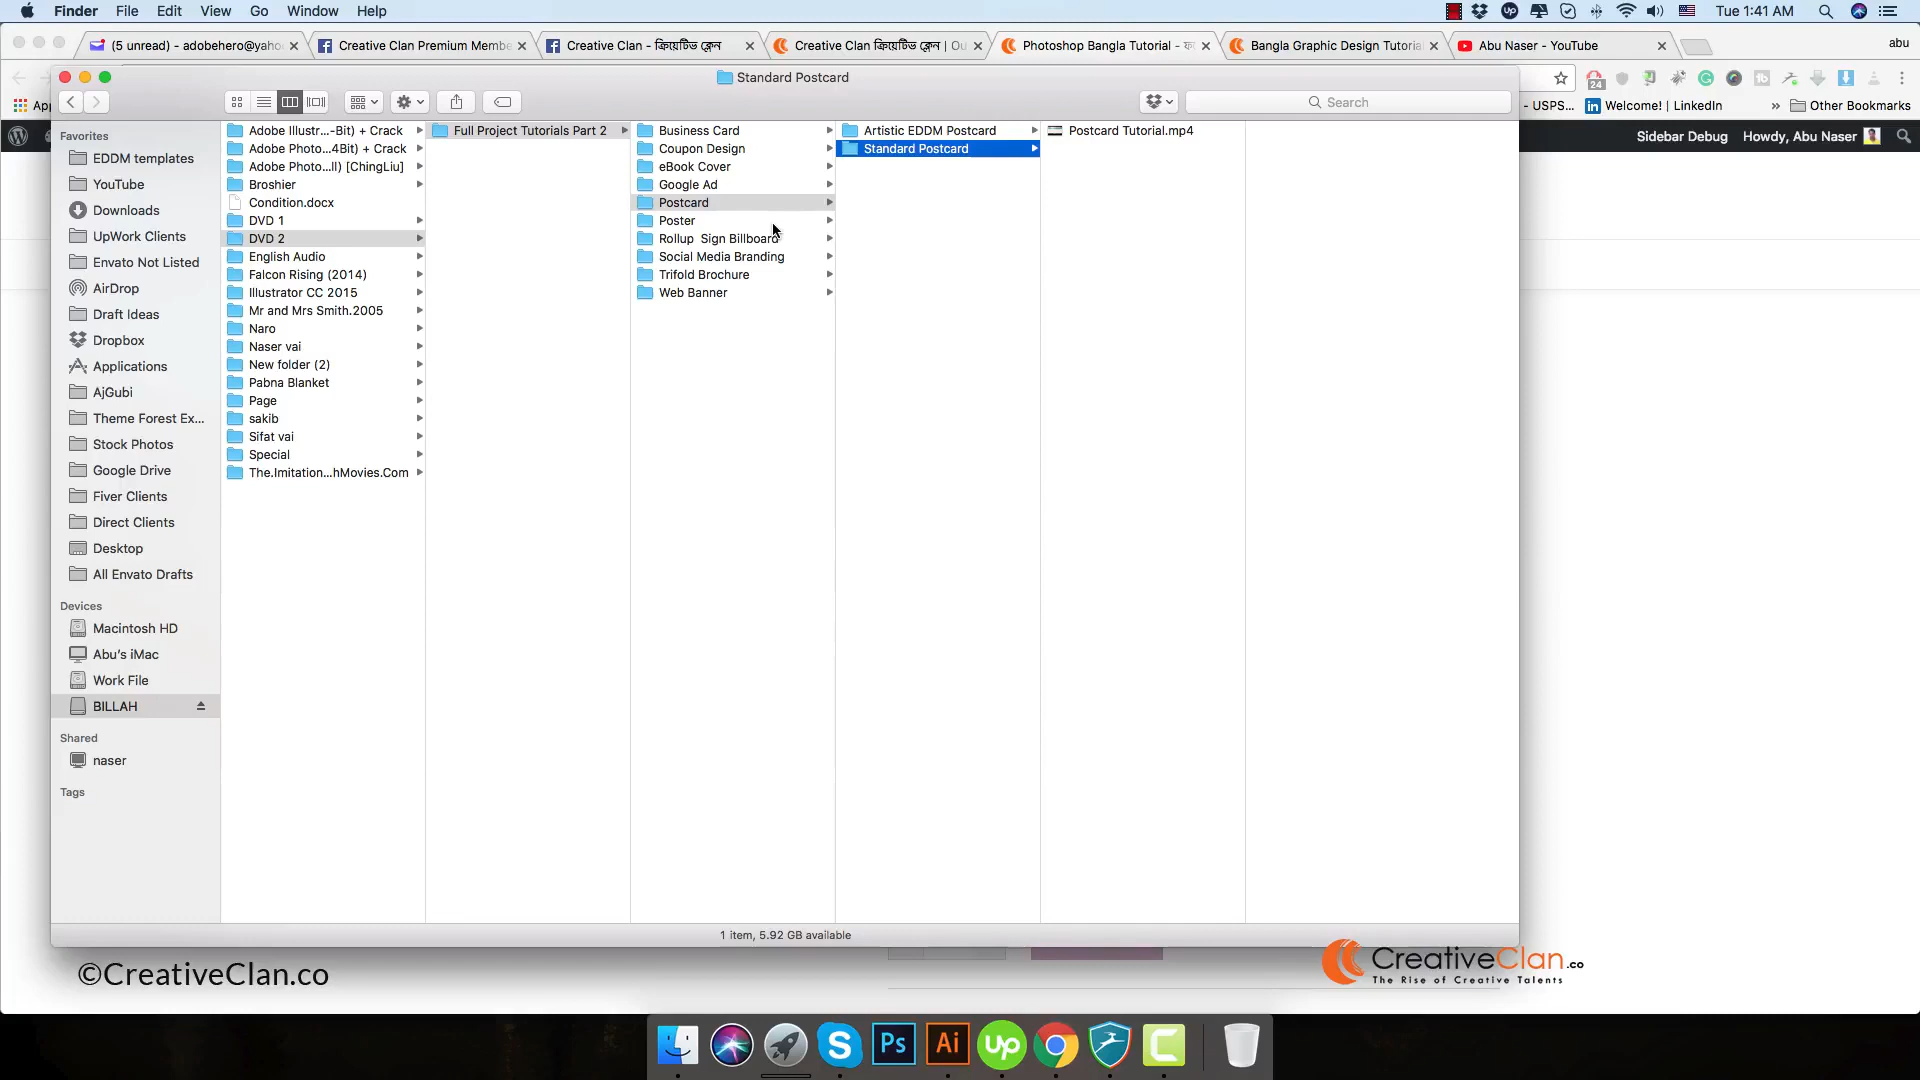 Finder File Edit View Go Window Help
Tue 1:41 AM
(5 unread) - adobehero@yaho
Creative Clan Premium Membe
Creative Clan - ক্রিয়েটিভ ক্লেন
Creative Clan ক্রিয়েটিভ ক্লেন | Ou
Photoshop Bangla Tutorial -
Bangla Graphic Design Tutoria
Abu Naser - YouTube
abu
Standard Postcard
24
Search
- USPS...
Welcome! | LinkedIn
» Other Bookmarks
Sidebar Debug
Howdy, Abu Naser
Favorites
EDDM templates
YouTube
Downloads
UpWork Clients
Envato Not Listed
AirDrop
Draft Ideas
Dropbox
Applications
AjGubi
Theme Forest Ex...
Stock Photos
Google Drive
Fiver Clients
Direct Clients
Desktop
All Envato Drafts
Devices
Macintosh HD
Abu's iMac
Work File
BILLAH
Shared
naser
Tags
Adobe Illustr...-Bit) + Crack
Adobe Photo...4Bit) + Crack
Adobe Photo...ll) [ChingLiu]
Broshier
Condition.docx
DVD 1
DVD 2
English Audio
Falcon Rising (2014)
Illustrator CC 2015
Mr and Mrs Smith.2005
Naro
Naser vai
New folder (2)
Pabna Blanket
Page
sakib
Sifat vai
Special
The.Imitation...hMovies.Com
Full Project Tutorials Part 2
Business Card
Coupon Design
eBook Cover
Google Ad
Postcard
Poster
Rollup Sign Billboard
Social Media Branding
Trifold Brochure
Web Banner
Artistic EDDM Postcard
Standard Postcard
Postcard Tutorial.mp4
1 item, 5.92 GB available
©CreativeClan.co
CreativeClan.co
The Rise of Creative Talents
S
Ps
Ai
up
C